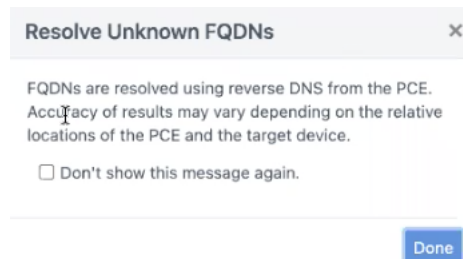 Resolve Unknown FQDNs
FQDNs are resolved using reverse DNS from the PCE.
Accuracy of results may vary depending on the relative
locations of the PCE and the target device.
Don't show this message again.
Done